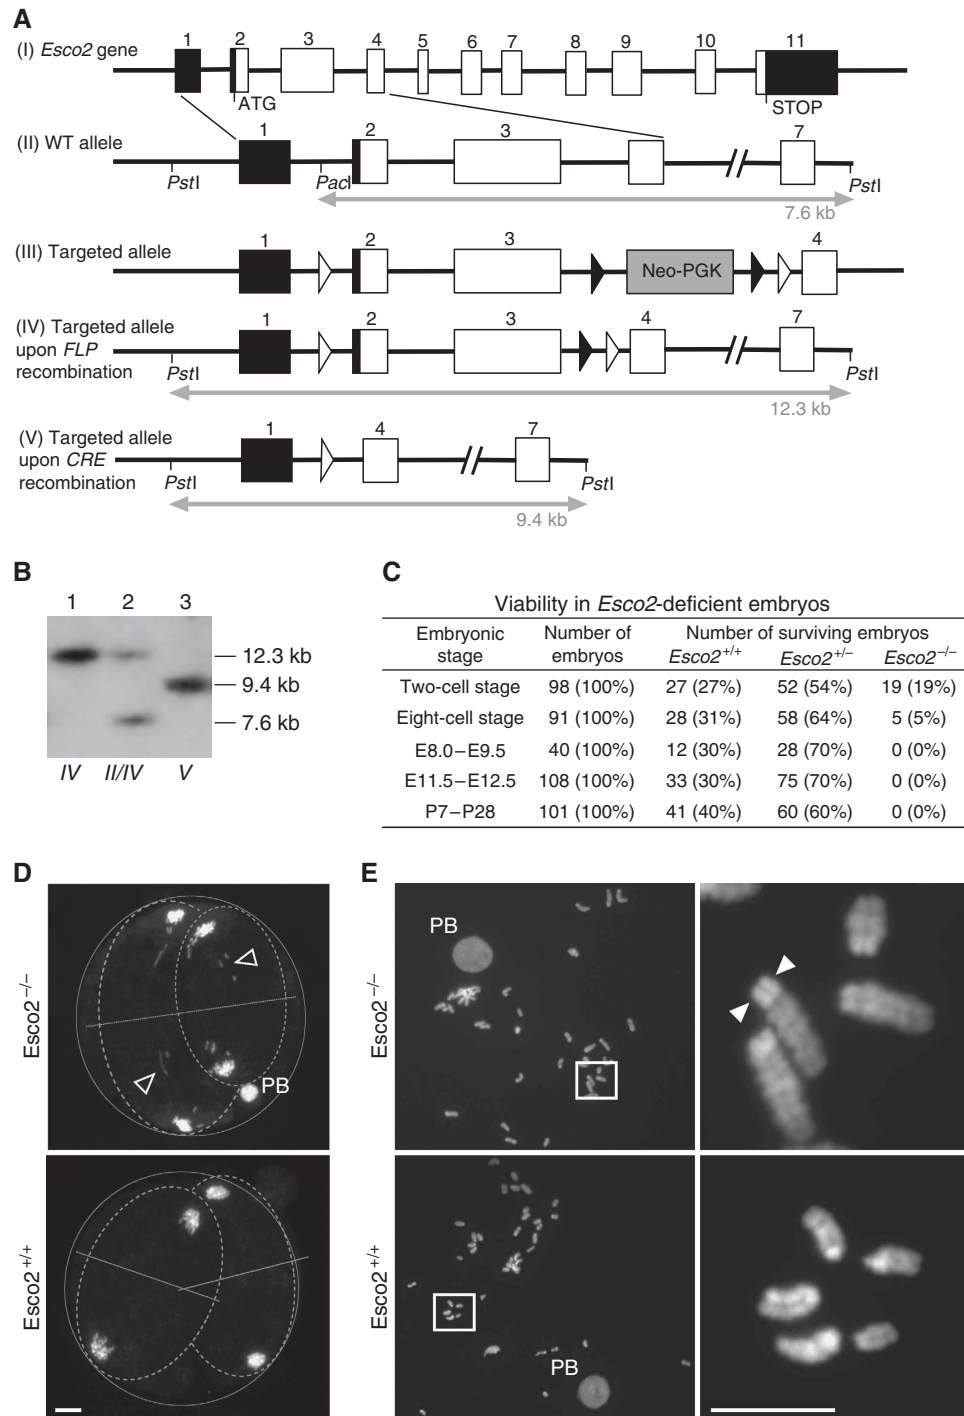 A
(I) Esco2 gene
1 2 3 4 5 6 7 8 9 10 11
ATG
STOP
(II) WT allele
1 2 3 7
PstI
PacI
PstI
7.6 kb
(III) Targeted allele
1 2 3 4
Neo-PGK
(IV) Targeted allele
upon FLP
recombination
1 2 3 4 7
PstI
PstI
12.3 kb
(V) Targeted allele
upon CRE
recombination
1 4 7
PstI
PstI
9.4 kb
B
1 2 3
12.3 kb
9.4 kb
7.6 kb
IV II/IV V
C
Viability in Esco2-deficient embryos
Embryonic stage Number of embryos Number of surviving embryos
Esco2+/+ Esco2+/– Esco2–/–
Two-cell stage 98 (100%) 27 (27%) 52 (54%) 19 (19%)
Eight-cell stage 91 (100%) 28 (31%) 58 (64%) 5 (5%)
E8.0–E9.5 40 (100%) 12 (30%) 28 (70%) 0 (0%)
E11.5–E12.5 108 (100%) 33 (30%) 75 (70%) 0 (0%)
P7–P28 101 (100%) 41 (40%) 60 (60%) 0 (0%)
D
Esco2–/–
PB
Esco2+/+
E
Esco2–/–
PB
Esco2+/+
PB